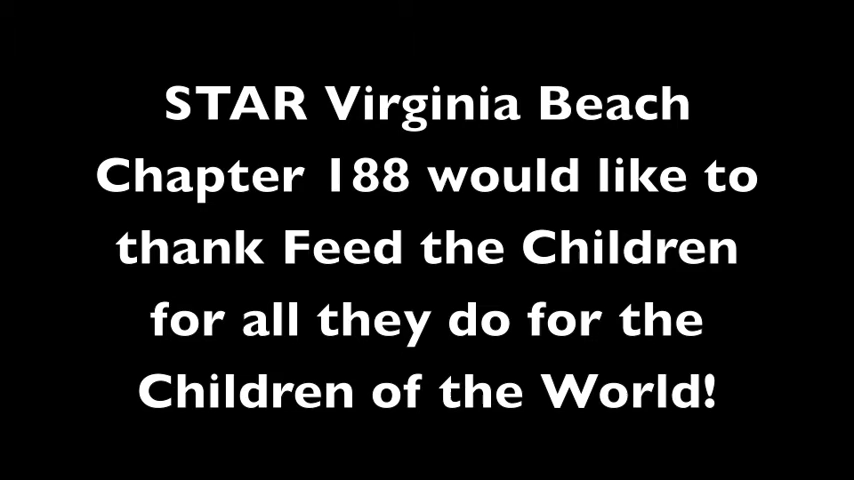 STAR Virginia Beach
Chapter 188 would like to
thank Feed the Children
for all they do for the
Children of the World!